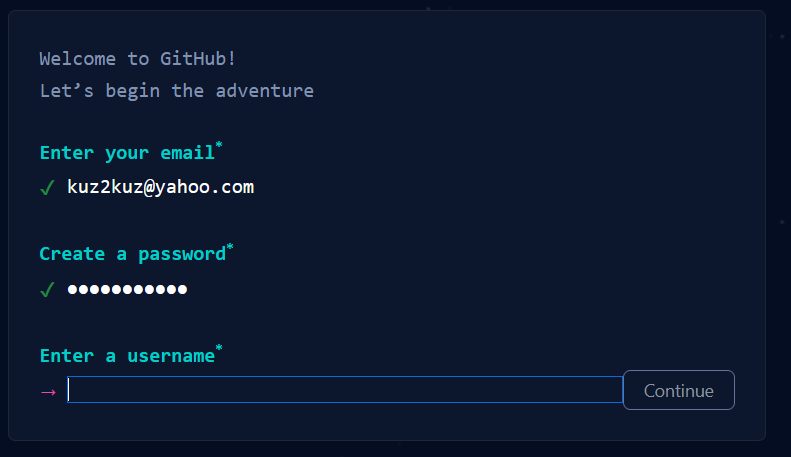 Welcome to GitHub!
Let’s begin the adventure
Enter your email*
✓ kuz2kuz@yahoo.com
Create a password*
✓ ●●●●●●●●●●●
Enter a username*
→ Continue